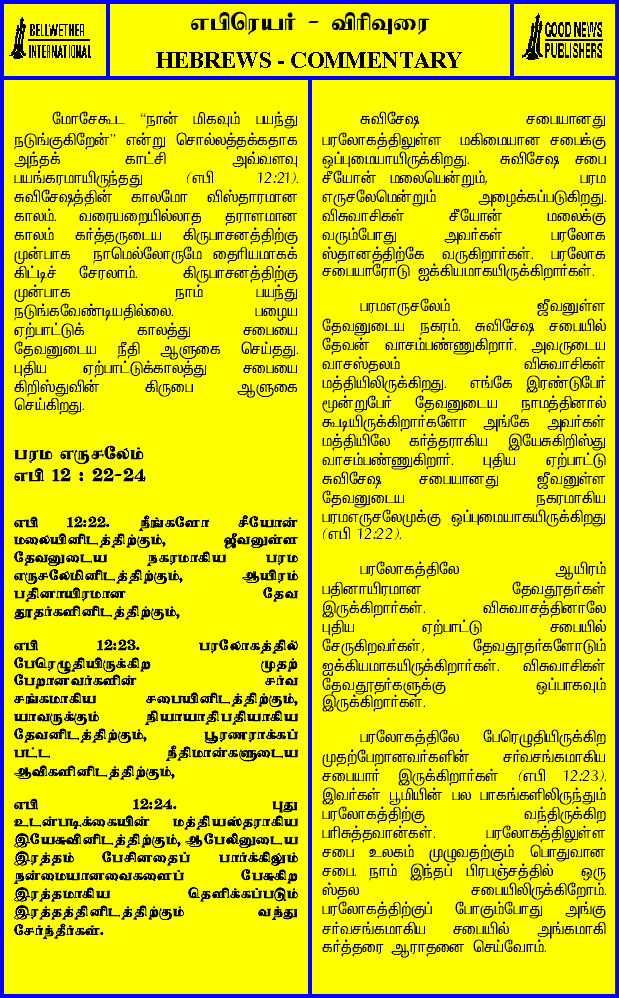 BELLWETHER
INTERNATIONAL
எபிரெயர் - விரிவுரை
HEBREWS - COMMENTARY
GOOD NEWS
PUBLISHERS
மோசேகூட “நான் மிகவும் பயந்து
நடுங்குகிறேன்” என்று சொல்லத்தக்கதாக
அந்தக் காட்சி அவ்வளவு
பயங்கரமாயிருந்தது (எபி 12:21).
சுவிசேஷத்தின் காலமோ விஸ்தாரமான
காலம். வரையறையில்லாத தராளமான
காலம் கர்த்தருடைய கிருபாசனத்திற்கு
முன்பாக நாமெல்லோருமே தைரியமாகக்
கிட்டிச் சேரலாம். கிருபாசனத்திற்கு
முன்பாக நாம் பயந்து
நடுங்கவேண்டியதில்லை. பழைய
ஏற்பாட்டுக் காலத்து சபையை
தேவனுடைய நீதி ஆளுகை செய்தது.
புதிய ஏற்பாட்டுக்காலத்து சபையை
கிறிஸ்துவின் கிருபை ஆளுகை
செய்கிறது.
பரம எருசலேம்
எபி 12 : 22-24
எபி 12:22. நீங்களோ சீயோன்
மலையினிடத்திற்கும், ஜீவனுள்ள
தேவனுடைய நகரமாகிய பரம
எருசலேமினிடத்திற்கும், ஆயிரம்
பதினாயிரமான தேவ
தூதர்களினிடத்திற்கும்,
எபி 12:23. பரலோகத்தில்
பேரெழுதியிருக்கிற முதற்
பேறானவர்களின் சர்வ
சங்கமாகிய சபையினிடத்திற்கும்,
யாவருக்கும் நியாயாதிபதியாகிய
தேவனிடத்திற்கும், பூரணராக்கப்
பட்ட நீதிமான்களுடைய
ஆவிகளினிடத்திற்கும்,
எபி 12:24. புது
உடன்படிக்கையின் மத்தியஸ்தராகிய
இயேசுவினிடத்திற்கும், ஆபேலினுடைய
இரத்தம் பேசினதைப் பார்க்கிலும்
நன்மையானவைகளைப் பேசுகிற
இரத்தமாகிய தெளிக்கப்படும்
இரத்தத்தினிடத்திற்கும் வந்து
சேர்ந்தீர்கள்.
சுவிசேஷ சபையானது
பரலோகத்திலுள்ள மகிமையான சபைக்கு
ஒப்புமையாயிருக்கிறது. சுவிசேஷ சபை
சீயோன் மலையென்றும், பரம
எருசலேமென்றும் அழைக்கப்படுகிறது.
விசுவாசிகள் சீயோன் மலைக்கு
வரும்போது அவர்கள் பரலோக
ஸ்தானத்திற்கே வருகிறார்கள். பரலோக
சபையாரோடு ஐக்கியமாகயிருக்கிறார்கள்.
பரமஎருசலேம் ஜீவனுள்ள
தேவனுடைய நகரம். சுவிசேஷ சபையில்
தேவன் வாசம்பண்ணுகிறார். அவருடைய
வாசஸ்தலம் விசுவாசிகள்
மத்தியிலிருக்கிறது. எங்கே இரண்டுபேர்
மூன்றுபேர் தேவனுடைய நாமத்தினால்
கூடியிருக்கிறார்களோ அங்கே அவர்கள்
மத்தியிலே கர்த்தராகிய இயேசுகிறிஸ்து
வாசம்பண்ணுகிறார். புதிய ஏற்பாட்டு
சுவிசேஷ சபையானது ஜீவனுள்ள
தேவனுடைய நகரமாகிய
பரமஎருசலேமுக்கு ஒப்புமையாகயிருக்கிறது
(எபி 12:22).
பரலோகத்திலே ஆயிரம்
பதினாயிரமான தேவதூதர்கள்
இருக்கிறார்கள். விசுவாசத்தினாலே
புதிய ஏற்பாட்டு சபையில்
சேருகிறவர்கள், தேவதூதர்களோடும்
ஐக்கியமாகயிருக்கிறார்கள். விசுவாசிகள்
தேவதூதர்களுக்கு ஒப்பாகவும்
இருக்கிறார்கள்.
பரலோகத்திலே பேரெழுதியிருக்கிற
முதற்பேறானவர்களின் சர்வசங்கமாகிய
சபையார் இருக்கிறார்கள் (எபி 12:23).
இவர்கள் பூமியின் பல பாகங்களிலிருந்தும்
பரலோகத்திற்கு வந்திருக்கிற
பரிசுத்தவான்கள். பரலோகத்திலுள்ள
சபை உலகம் முழுவதற்கும் பொதுவான
சபை. நாம் இந்தப் பிரபஞ்சத்தில் ஒரு
ஸ்தல சபையிலிருக்கிறோம்.
பரலோகத்திற்குப் போகும்போது அங்கு
சர்வசங்கமாகிய சபையில் அங்கமாகி
கர்த்தரை ஆராதனை செய்வோம்.